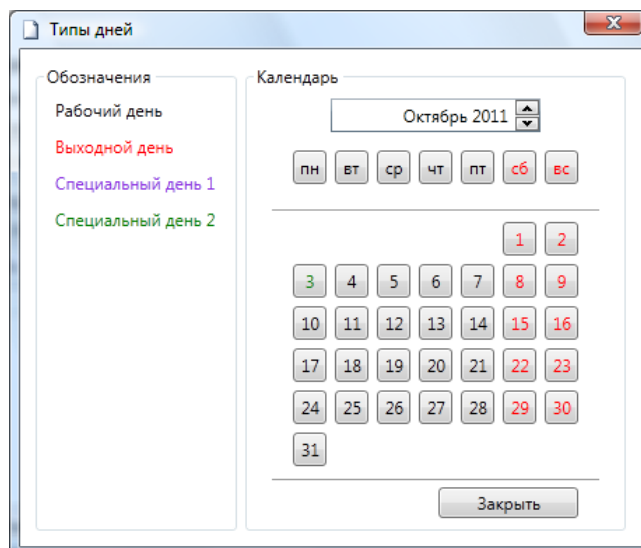 Типы дней
Обозначения
Рабочий день
Выходной день
Специальный день 1
Специальный день 2
Календарь
Октябрь 2011
пн вт ср чт пт сб вс
1 2
3 4 5 6 7 8 9
10 11 12 13 14 15 16
17 18 19 20 21 22 23
24 25 26 27 28 29 30
31
Закрыть